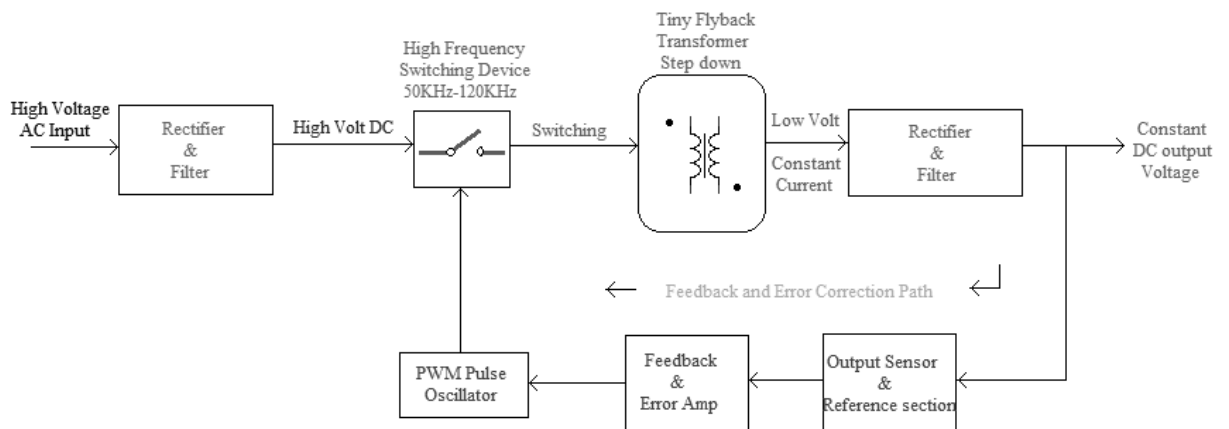 High Voltage
AC Input
Rectifier
&
Filter
High Volt DC
High Frequency
Switching Device
50KHz-120KHz
Switching
Tiny Flyback
Transformer
Step down
Low Volt
Constant
Current
Rectifier
&
Filter
Constant
DC output
Voltage
Feedback and Error Correction Path
PWM Pulse
Oscillator
Feedback
&
Error Amp
Output Sensor
&
Reference section